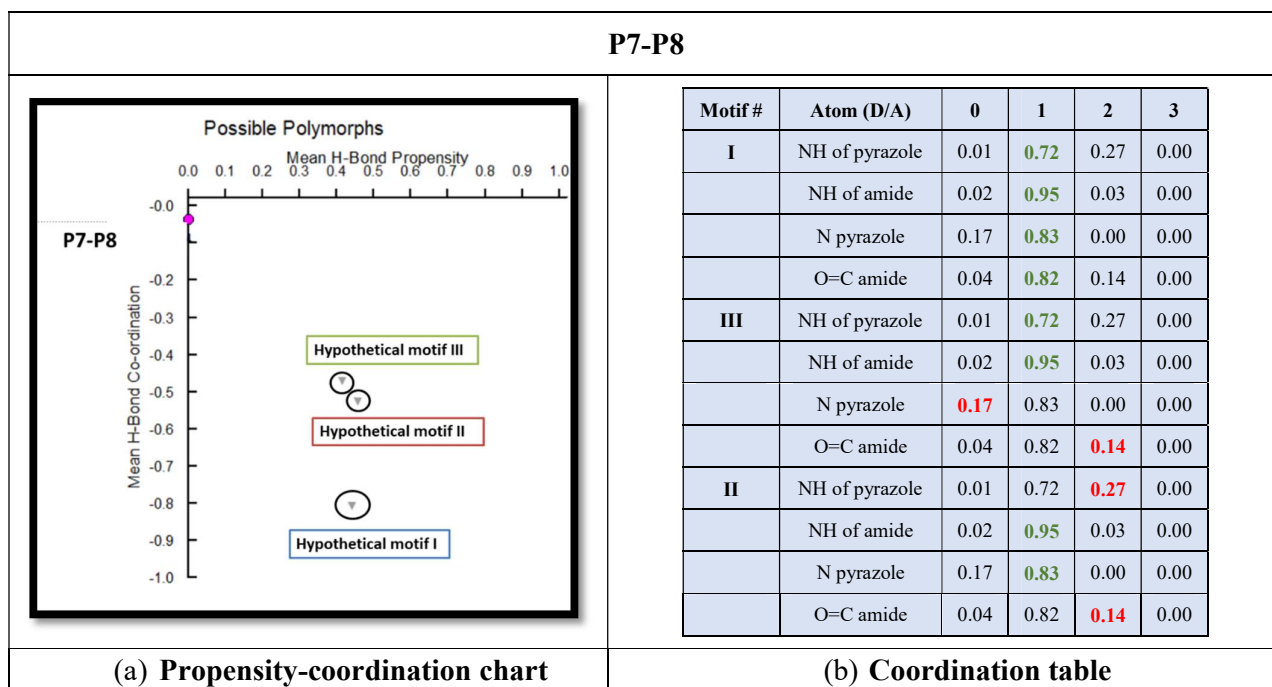 P7-P8
Possible Polymorphs
Mean H-Bond Propensity
0.0 0.1 0.2 0.3 0.4 0.5 0.6 0.7 0.8 0.9 1.0
Mean H-Bond Co-ordination
-0.0
-0.2
-0.3
-0.4
-0.5
-0.6
-0.7
-0.8
-0.9
-1.0
P7-P8
Hypothetical motif III
Hypothetical motif II
Hypothetical motif I
Motif # Atom (D/A) 0 1 2 3
I NH of pyrazole 0.01 0.72 0.27 0.00
NH of amide 0.02 0.95 0.03 0.00
N pyrazole 0.17 0.83 0.00 0.00
O=C amide 0.04 0.82 0.14 0.00
III NH of pyrazole 0.01 0.72 0.27 0.00
NH of amide 0.02 0.95 0.03 0.00
N pyrazole 0.17 0.83 0.00 0.00
O=C amide 0.04 0.82 0.14 0.00
II NH of pyrazole 0.01 0.72 0.27 0.00
NH of amide 0.02 0.95 0.03 0.00
N pyrazole 0.17 0.83 0.00 0.00
O=C amide 0.04 0.82 0.14 0.00
(a) Propensity-coordination chart
(b) Coordination table